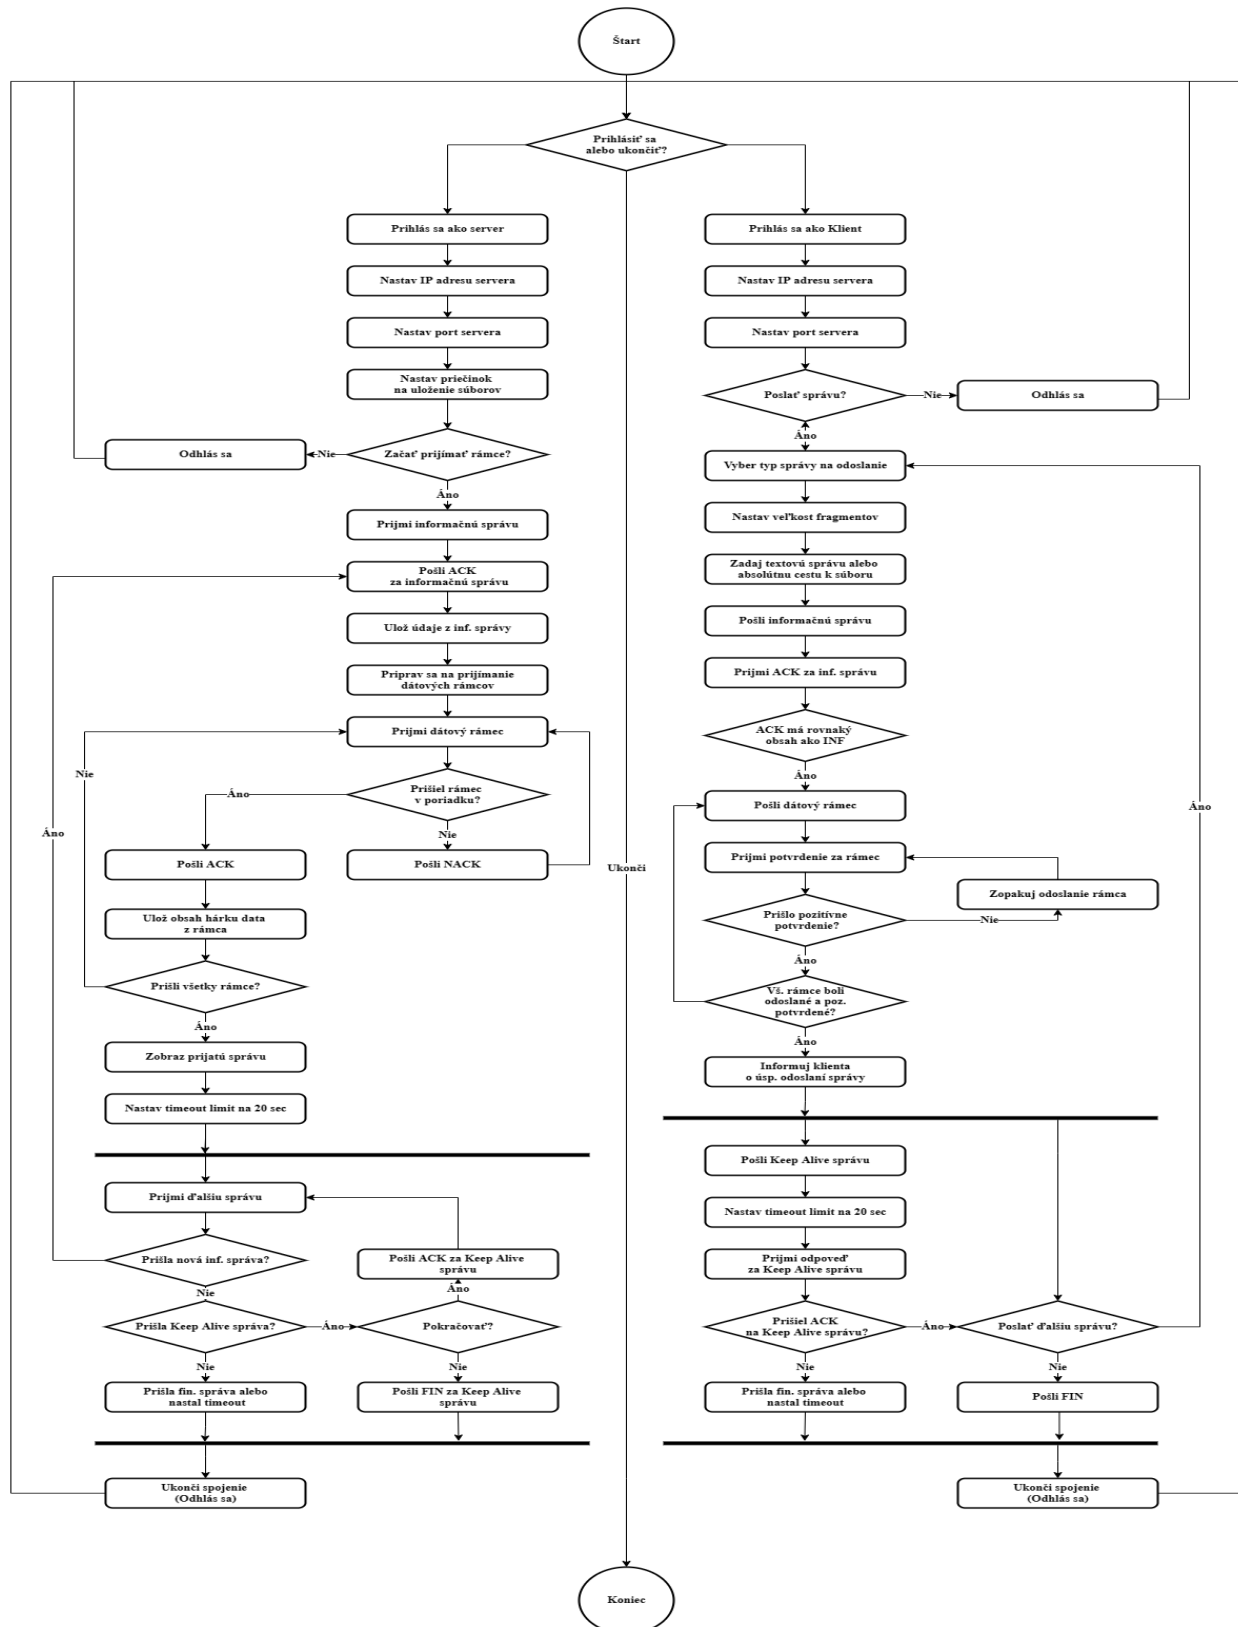 Štart
Prihlásiť sa
alebo ukončiť?
Prihlás sa ako server
Nastav IP adresu servera
Nastav port servera
Nastav priečinok
na uloženie súborov
Začať prijímať rámce?
Nie
Odhlás sa
Áno
Prijmi informačnú správu
Pošli ACK
za informačnú správu
Ulož údaje z inf. správy
Priprav sa na prijímanie
dátových rámcov
Prijmi dátový rámec
Prišiel rámec
v poriadku?
Áno
Nie
Pošli NACK
Pošli ACK
Ulož obsah hárku data
z rámca
Prišli všetky rámce?
Nie
Áno
Zobraz prijatú správu
Nastav timeout limit na 20 sec
Prijmi ďalšiu správu
Prišla nová inf. správa?
Áno
Nie
Prišla Keep Alive správa?
Áno
Pokračovať?
Áno
Pošli ACK za Keep Alive
správu
Nie
Nie
Prišla fin. správa alebo
nastal timeout
Pošli FIN za Keep Alive
správu
Ukonči spojenie
(Odhlás sa)
Ukonči
Prihlás sa ako Klient
Nastav IP adresu servera
Nastav port servera
Poslať správu?
Nie
Odhlás sa
Áno
Vyber typ správy na odoslanie
Nastav veľkost fragmentov
Zadaj textovú správu alebo
absolútnu cestu k súboru
Pošli informačnú správu
Prijmi ACK za inf. správu
ACK má rovnaký
obsah ako INF
Áno
Pošli dátový rámec
Prijmi potvrdenie za rámec
Zopakuj odoslanie rámca
Prišlo pozitívne
potvrdenie?
Nie
Áno
Vš. rámce boli
odoslané a poz.
potvrdené?
Áno
Informuj klienta
o úsp. odoslaní správy
Pošli Keep Alive správu
Nastav timeout limit na 20 sec
Prijmi odpoveď
za Keep Alive správu
Prišiel ACK
na Keep Alive správu?
Áno
Poslať ďalšiu správu?
Áno
Nie
Nie
Prišla fin. správa alebo
nastal timeout
Pošli FIN
Ukonči spojenie
(Odhlás sa)
Koniec